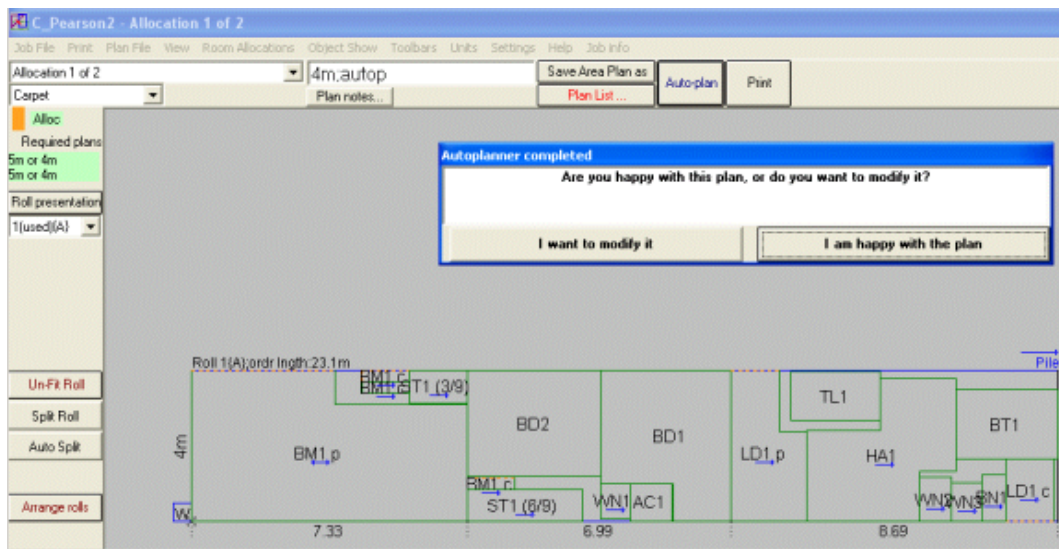 C_Pearson2 - Allocation 1 of 2
Job File Print Plan File View Room Allocations Object Show Toolbars Units Settings Help Job info
Allocation 1 of 2
4m;autop
Save Area Plan as
Auto-plan
Print
Carpet
Plan notes...
Plan List ...
Alloc
Required plans
5m or 4m
5m or 4m
Roll presentation
1(used){A}
Autoplanner completed
Are you happy with this plan, or do you want to modify it?
I want to modify it
I am happy with the plan
Roll 1(A);ordr lngth:23.1m
Pile
Un-Fit Roll
Split Roll
Auto Split
Arrange rolls
4m
W
BM1.c
BM1.c
ST1 (3/9)
TL1
BD2
BT1
BD1
BM1.p
LD1.p
HA1
BM1.c
ST1 (6/9)
WN1
AC1
WN2
WN3
BN1
LD1.c
7.33
6.99
8.69